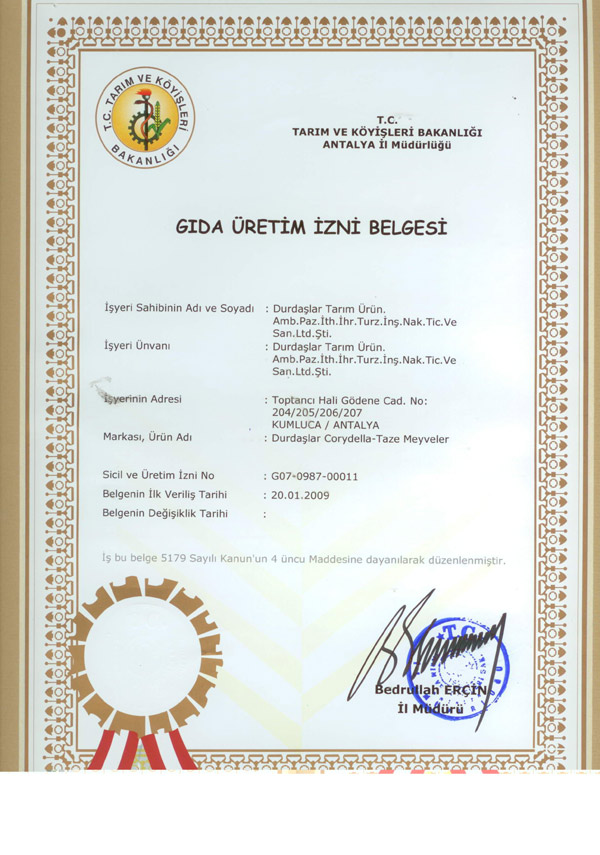 T.C. TARIM VE KÖYİŞLERİ
BAKANLIĞI
T.C.
TARIM VE KÖYİŞLERİ BAKANLIĞI
ANTALYA İl Müdürlüğü
GIDA ÜRETİM İZNİ BELGESİ
İşyeri Sahibinin Adı ve Soyadı : Durdaşlar Tarım Ürün.
Amb.Paz.İth.İhr.Turz.İnş.Nak.Tic.Ve
San.Ltd.Şti.
İşyeri Ünvanı : Durdaşlar Tarım Ürün.
Amb.Paz.İth.İhr.Turz.İnş.Nak.Tic.Ve
San.Ltd.Şti.
İşyerinin Adresi : Toptancı Hali Gödene Cad. No:
204/205/206/207
KUMLUCA / ANTALYA
Markası, Ürün Adı : Durdaşlar Corydella-Taze Meyveler
Sicil ve Üretim İzni No : G07-0987-00011
Belgenin İlk Veriliş Tarihi : 20.01.2009
Belgenin Değişiklik Tarihi :
İş bu belge 5179 Sayılı Kanun'un 4 üncu Maddesine dayanılarak düzenlenmiştir.
T.C.
Bedrullah ERÇİN
İl Müdürü